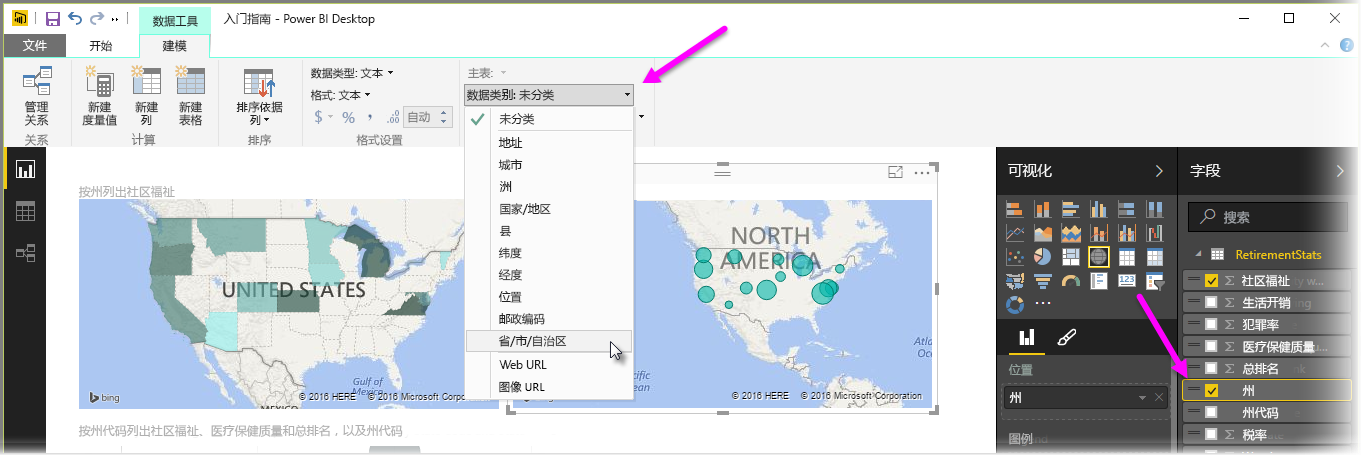 数据工具
入门指南 - Power BI Desktop
文件
开始
建模
管理
关系
关系
新建
度量值
新建
列
新建
表格
计算
排序依据
列
排序
数据类型: 文本
格式: 文本
$ % , .00 自动
格式设置
主表:
数据类别: 未分类
未分类
地址
城市
洲
国家/地区
县
纬度
经度
位置
邮政编码
省/市/自治区
Web URL
图像 URL
按州列出社区福祉
UNITED STATES
Gulf of
Mexico
MEXICO
bing
© 2016 HERE © 2016 Microsoft Corporation
按州代码列出社区福祉、医疗保健质量和总排名，以及州代码
NORTH
AMERICA
© 2016 HERE © 2016 Microsoft Corporation
可视化
123
位置
州
图例
字段
搜索
RetirementStats
社区福祉
生活开销
犯罪率
医疗保健质量
总排名
州
州代码
税率